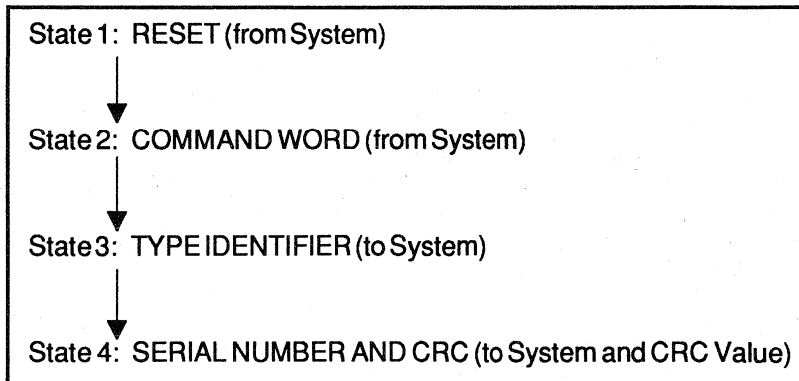 State 1: RESET (from System)
State 2: COMMAND WORD (from System)
State 3: TYPE IDENTIFIER (to System)
State 4: SERIAL NUMBER AND CRC (to System and CRC Value)